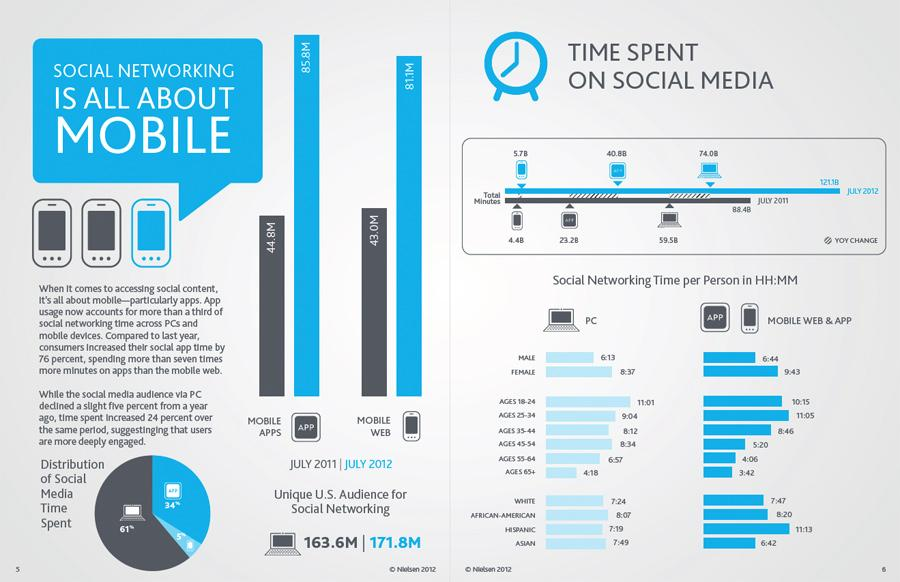 SOCIAL NETWORKING
IS ALL ABOUT
MOBILE
When it comes to accessing social content,
it's all about mobile—particularly apps. App
usage now accounts for more than a third of
social networking time across PCs and
mobile devices. Compared to last year,
consumers increased their social app time by
76 percent, spending more than seven times
more minutes on apps than the mobile web.
While the social media audience via PC
declined a slight five percent from a year
ago, time spent increased 24 percent over
the same period, suggestinging that users
are more deeply engaged.
Distribution
of Social
Media
Time
Spent
APP
34%
5%
61%
44.8M
85.8M
43.0M
81.1M
MOBILE
APPS
APP
MOBILE
WEB
JULY 2011 | JULY 2012
Unique U.S. Audience for
Social Networking
163.6M | 171.8M
5
© Nielsen 2012
TIME SPENT
ON SOCIAL MEDIA
5.7B
40.8B
74.0B
APP
121.1B
JULY 2012
Total
Minutes
JULY 2011
88.4B
APP
4.4B
23.2B
59.5B
YOY CHANGE
Social Networking Time per Person in HH:MM
PC
APP
MOBILE WEB & APP
MALE 6:13 6:44
FEMALE 8:37 9:43
AGES 18-24 11:01 10:15
AGES 25-34 9:04 11:05
AGES 35-44 8:12 8:46
AGES 45-54 8:34 5:20
AGES 55-64 6:57 4:06
AGES 65+ 4:18 3:42
WHITE 7:24 7:47
AFRICAN-AMERICAN 8:07 8:20
HISPANIC 7:19 11:13
ASIAN 7:49 6:42
© Nielsen 2012
6